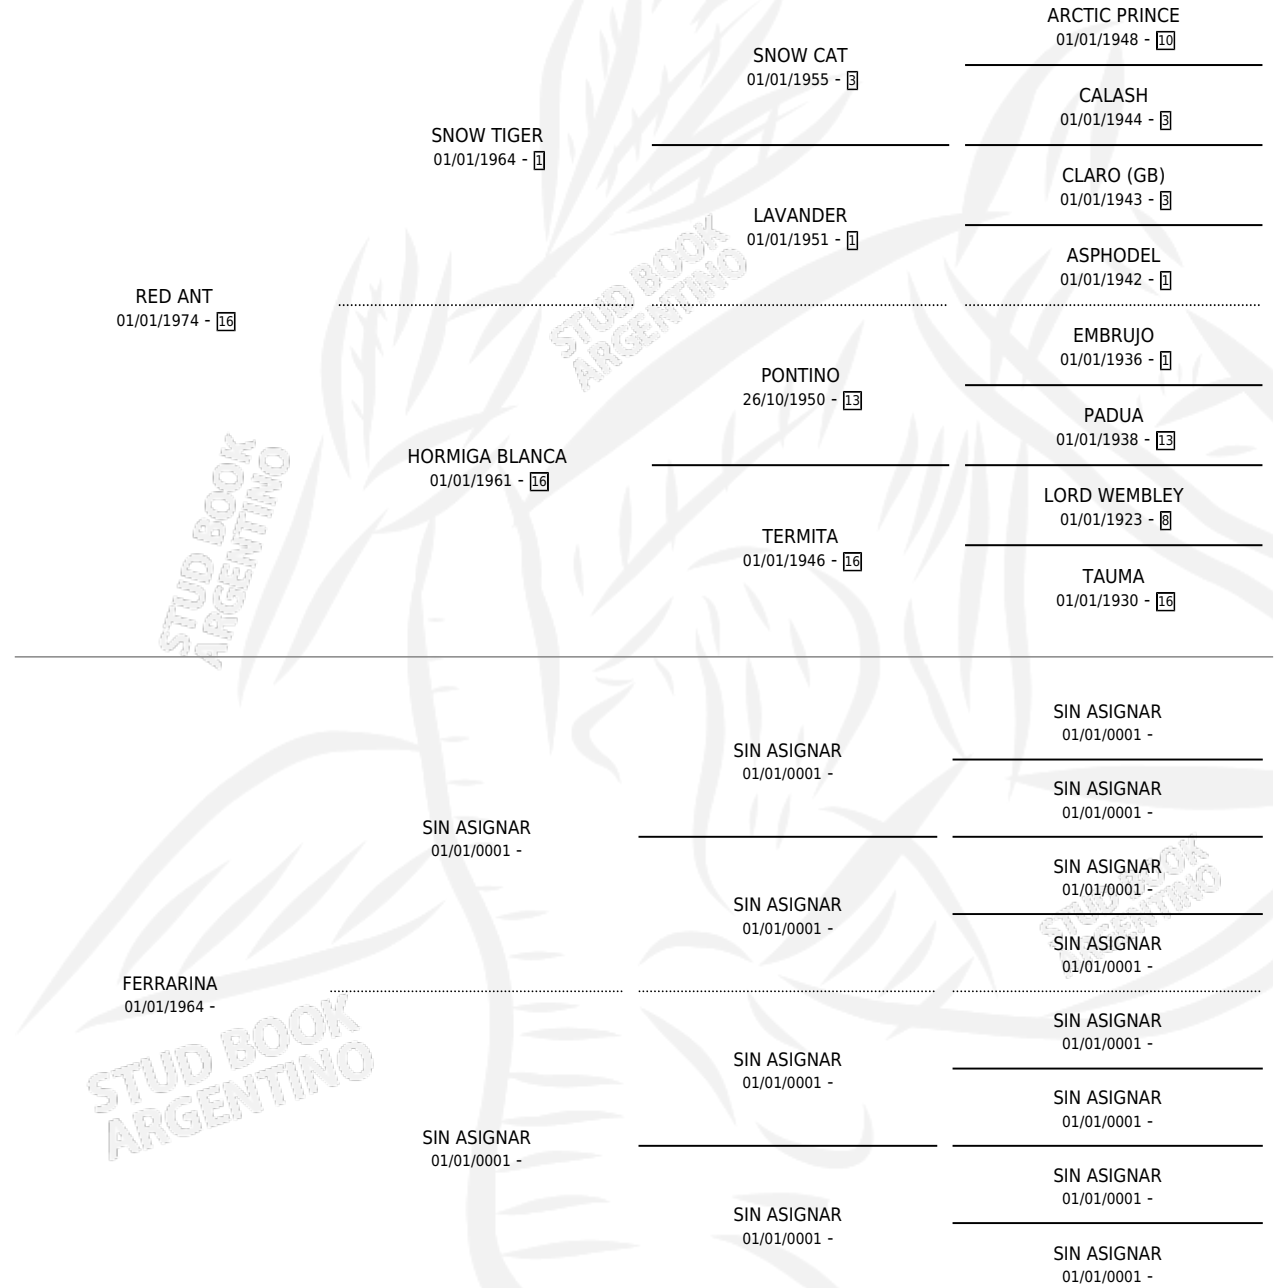 ARCTIC PRINCE
01/01/1948 - 10
SNOW CAT
01/01/1955 - 3
CALASH
01/01/1944 - 3
SNOW TIGER
01/01/1964 - 1
CLARO (GB)
01/01/1943 - 3
LAVANDER
01/01/1951 - 1
ASPHODEL
01/01/1942 - 1
RED ANT
01/01/1974 - 16
STUD BOOK
ARGENTINO
EMBRUJO
01/01/1936 - 1
PONTINO
26/10/1950 - 13
PADUA
01/01/1938 - 13
HORMIGA BLANCA
01/01/1961 - 16
LORD WEMBLEY
01/01/1923 - 8
TERMITA
01/01/1946 - 16
TAUMA
01/01/1930 - 16
STUD BOOK
ARGENTINO
SIN ASIGNAR
01/01/0001 -
SIN ASIGNAR
01/01/0001 -
SIN ASIGNAR
01/01/0001 -
SIN ASIGNAR
01/01/0001 -
SIN ASIGNAR
01/01/0001 -
SIN ASIGNAR
01/01/0001 -
SIN ASIGNAR
01/01/0001 -
STUD BOOK
ARGENTINO
FERRARINA
01/01/1964 -
STUD BOOK
ARGENTINO
SIN ASIGNAR
01/01/0001 -
SIN ASIGNAR
01/01/0001 -
SIN ASIGNAR
01/01/0001 -
SIN ASIGNAR
01/01/0001 -
SIN ASIGNAR
01/01/0001 -
SIN ASIGNAR
01/01/0001 -
SIN ASIGNAR
01/01/0001 -